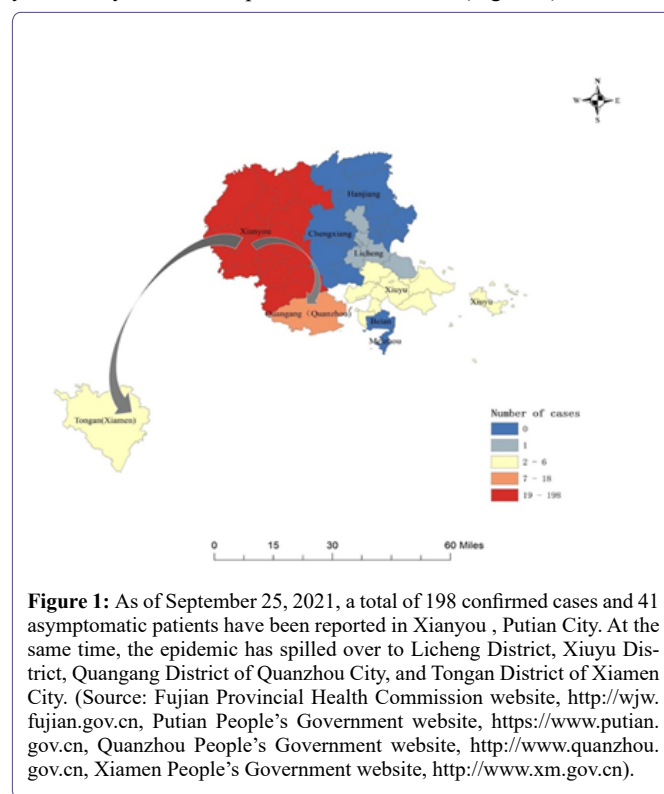 N
W E
S
Hanjiang
Xianyou
Chengxiang
Licheng
Xiuyu
Xiuyu
Quangang (Quanzhou)
Tongan(Xiamen)
Number of cases
0
1
2 - 6
7 - 18
19 - 198
0 15 30 60 Miles
Figure 1: As of September 25, 2021, a total of 198 confirmed cases and 41
asymptomatic patients have been reported in Xianyou , Putian City. At the
same time, the epidemic has spilled over to Licheng District, Xiuyu Dis-
trict, Quangang District of Quanzhou City, and Tongan District of Xiamen
City. (Source: Fujian Provincial Health Commission website, http://wjw.
fujian.gov.cn, Putian People's Government website, https://www.putian.
gov.cn, Quanzhou People's Government website, http://www.quanzhou.
gov.cn, Xiamen People's Government website, http://www.xm.gov.cn).